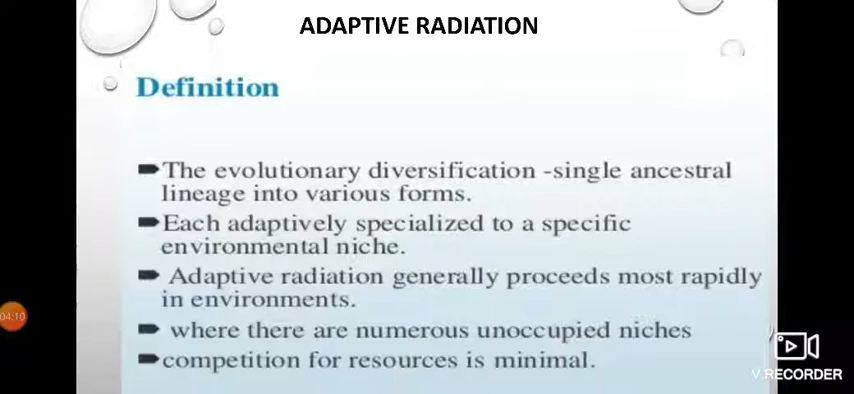 ADAPTIVE RADIATION
Definition
The evolutionary diversification -single ancestral
lineage into various forms.
Each adaptively specialized to a specific
environmental niche.
Adaptive radiation generally proceeds most rapidly
in environments.
where there are numerous unoccupied niches
competition for resources is minimal.
04:10
V.RECORDER